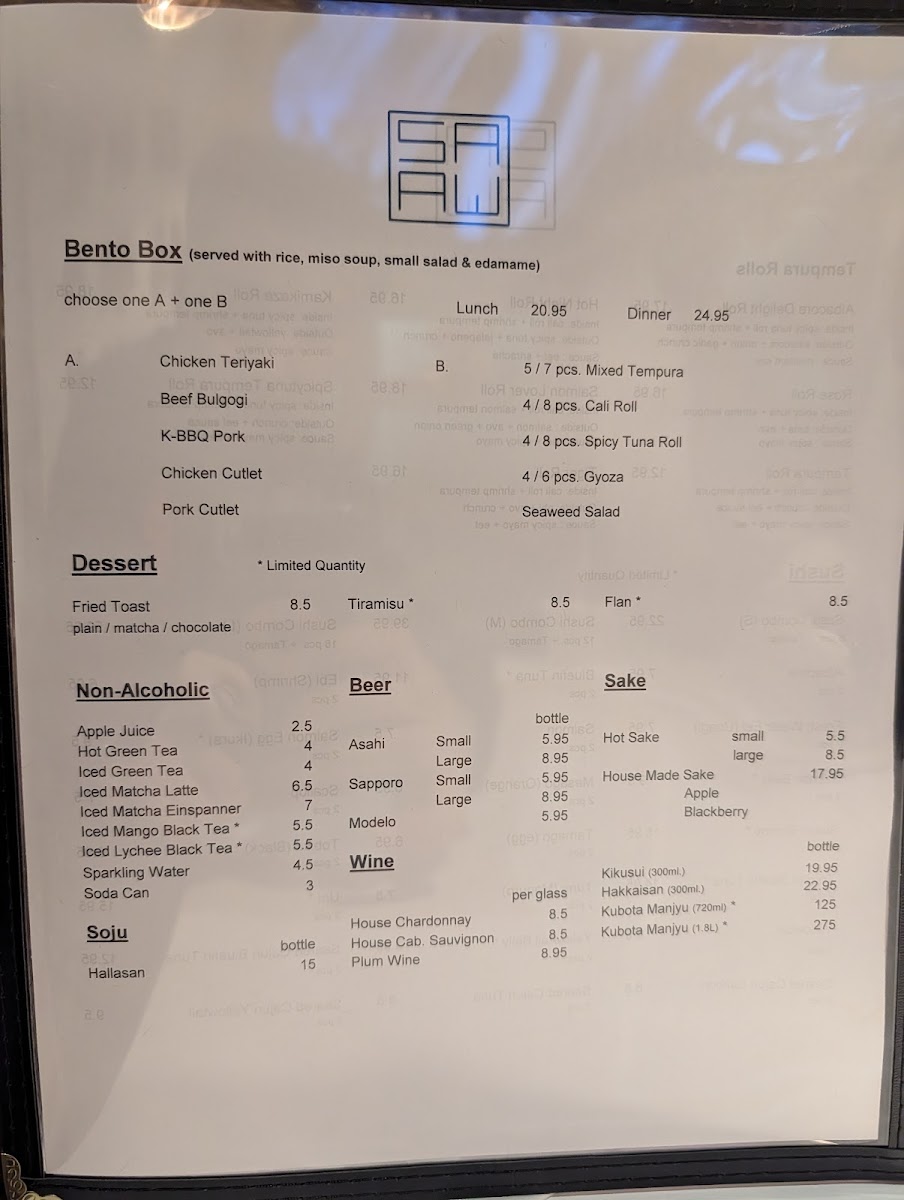 SA
AW
Bento Box (served with rice, miso soup, small salad & edamame)
choose one A + one B Lunch 20.95 Dinner 24.95
A. Chicken Teriyaki B. 5 / 7 pcs. Mixed Tempura
Beef Bulgogi 4 / 8 pcs. Cali Roll
K-BBQ Pork 4 / 8 pcs. Spicy Tuna Roll
Chicken Cutlet 4 / 6 pcs. Gyoza
Pork Cutlet Seaweed Salad
Dessert * Limited Quantity
Fried Toast 8.5 Tiramisu * 8.5 Flan * 8.5
plain / matcha / chocolate
Non-Alcoholic
Apple Juice 2.5
Hot Green Tea 4
Iced Green Tea 4
Iced Matcha Latte 6.5
Iced Matcha Einspanner 7
Iced Mango Black Tea * 5.5
Iced Lychee Black Tea * 5.5
Sparkling Water 4.5
Soda Can 3
Soju
bottle
Hallasan 15
Beer
bottle
Asahi Small 5.95
Large 8.95
Sapporo Small 5.95
Large 8.95
Modelo 5.95
Wine
per glass
House Chardonnay 8.5
House Cab. Sauvignon 8.5
Plum Wine 8.95
Sake
Hot Sake small 5.5
large 8.5
House Made Sake 17.95
Apple
Blackberry
bottle
Kikusui (300ml.) 19.95
Hakkaisan (300ml.) 22.95
Kubota Manjyu (720ml) * 125
Kubota Manjyu (1.8L) * 275